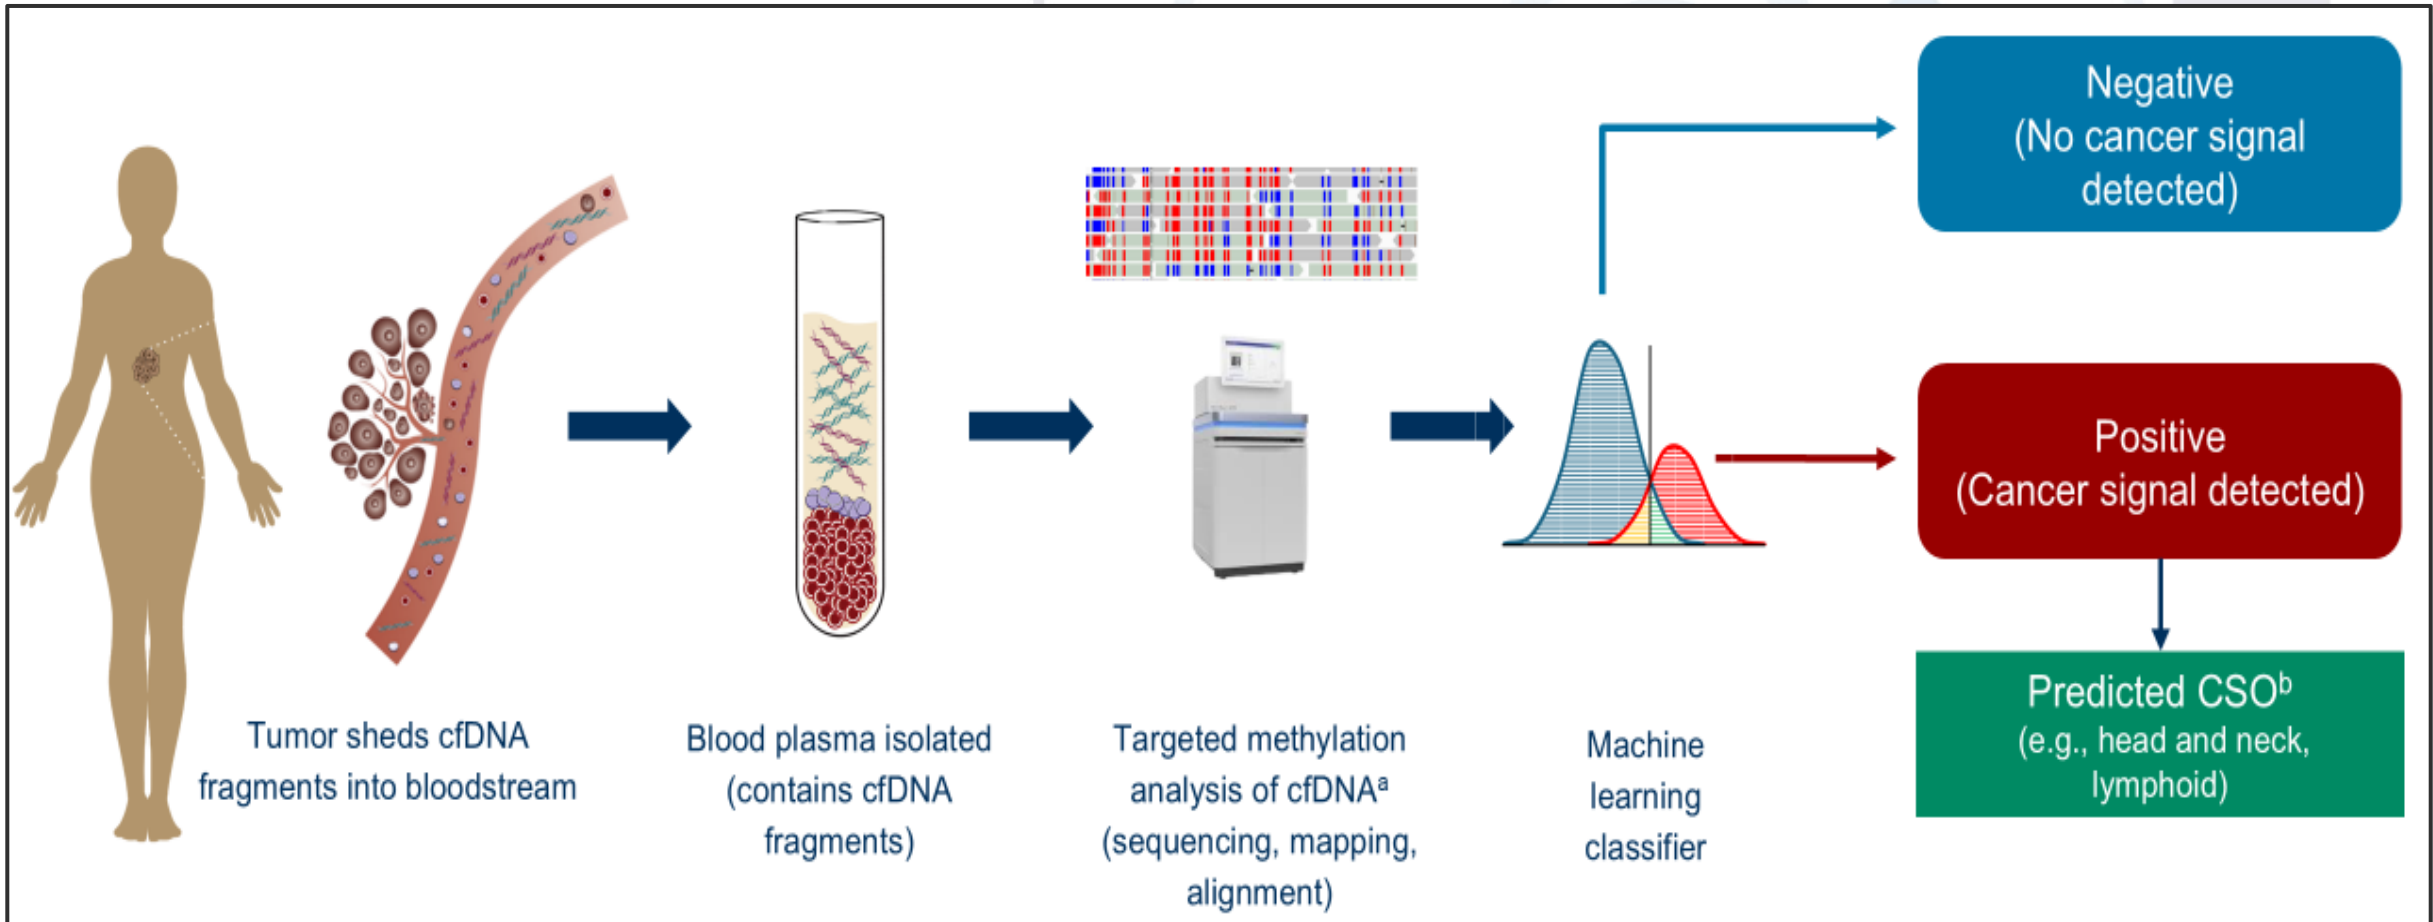 Negative
(No cancer signal
detected)
Positive
(Cancer signal detected)
Predicted CSOᵇ
(e.g., head and neck,
lymphoid)
Tumor sheds cfDNA
fragments into bloodstream
Blood plasma isolated
(contains cfDNA
fragments)
Targeted methylation
analysis of cfDNAᵃ
(sequencing, mapping,
alignment)
Machine
learning
classifier